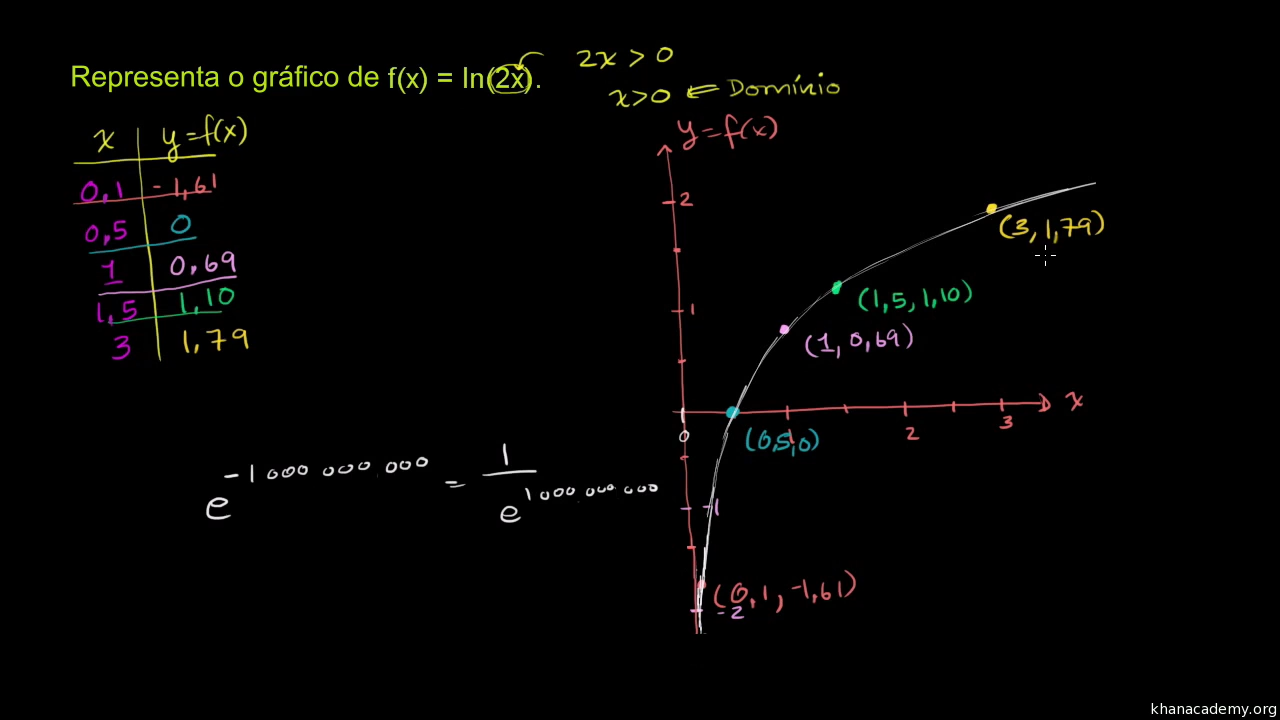 Representa o gráfico de f(x) = ln(2x).
2x > 0
x>0 ⇐ Domínio
x y=f(x)
0,1 -1,61
0,5 0
1 0,69
1,5 1,10
3 1,79
y=f(x)
2
(3, 1,79)
1
(1,5, 1,10)
(1, 0,69)
x
0 1 2 3
(0,5,0)
e^-1 000 000 000 = 1/e^1 000 000 000
-1
(0,1, -1,61)
-2
khanacademy.org